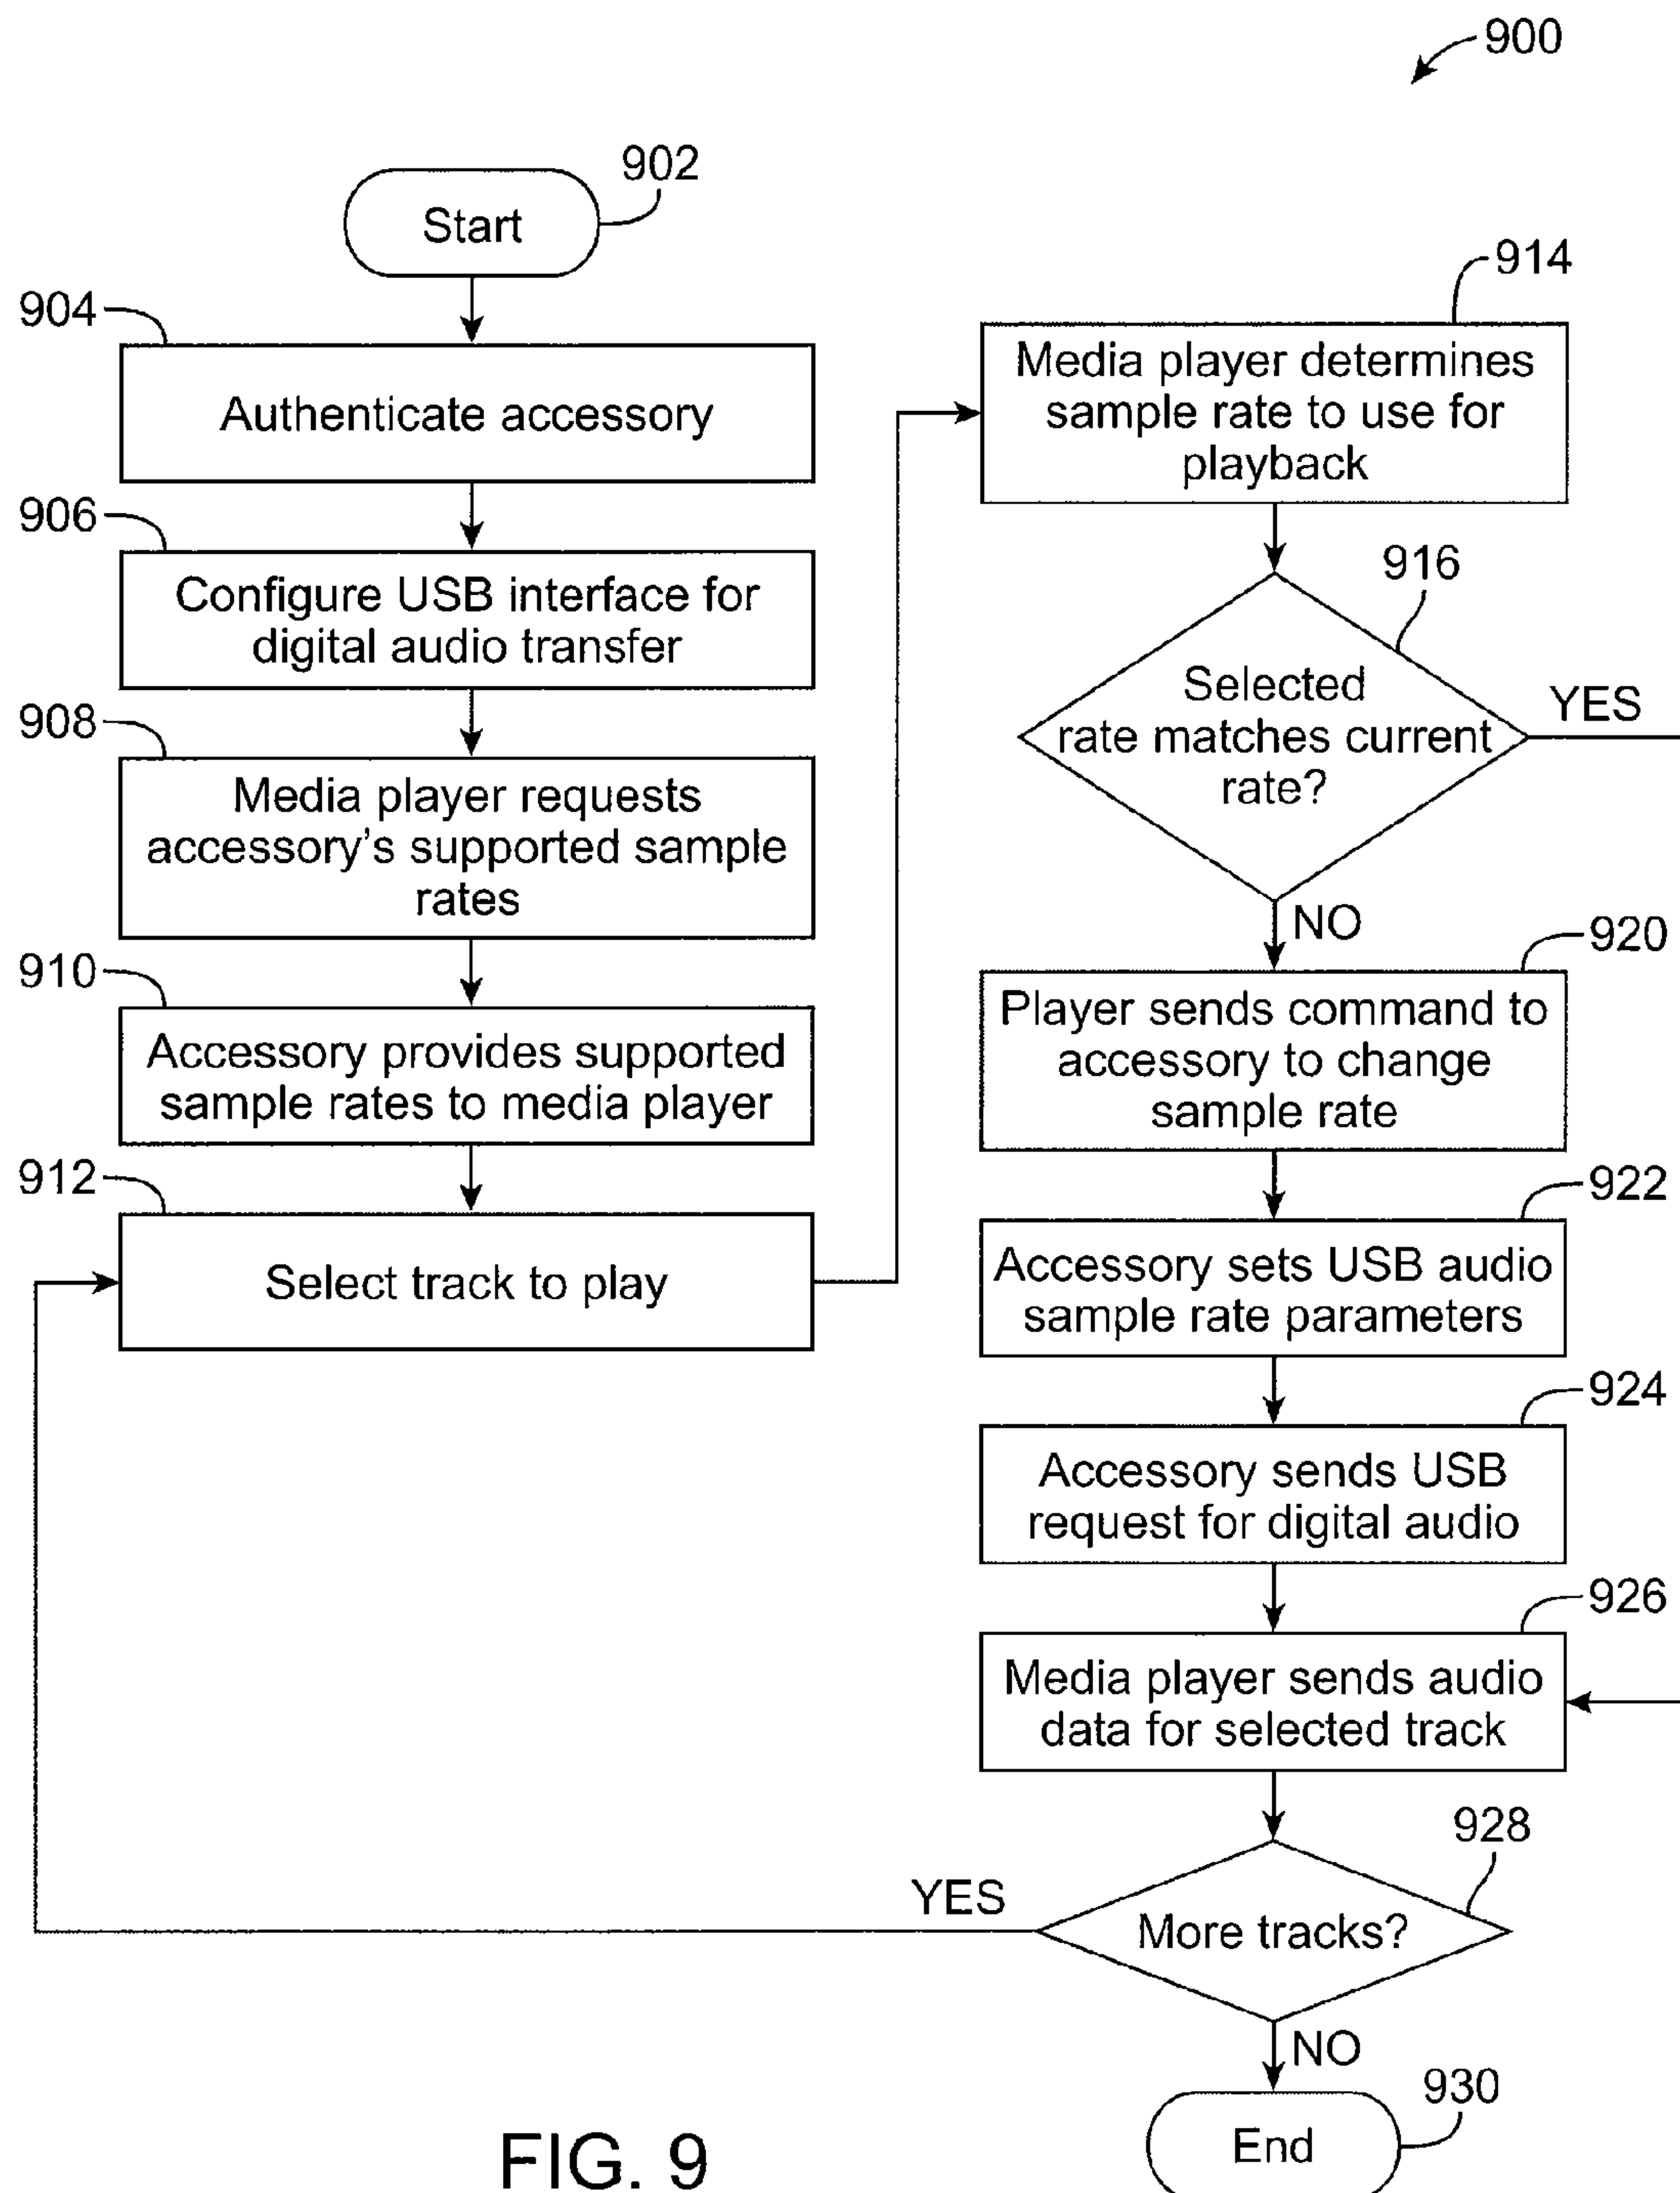 900
902
Start
904
Authenticate accessory
906
Configure USB interface for
digital audio transfer
908
Media player requests
accessory's supported sample
rates
910
Accessory provides supported
sample rates to media player
912
Select track to play
914
Media player determines
sample rate to use for
playback
916
Selected
rate matches current
rate?
YES
NO
920
Player sends command to
accessory to change
sample rate
922
Accessory sets USB audio
sample rate parameters
924
Accessory sends USB
request for digital audio
926
Media player sends audio
data for selected track
928
More tracks?
YES
NO
930
End
FIG. 9